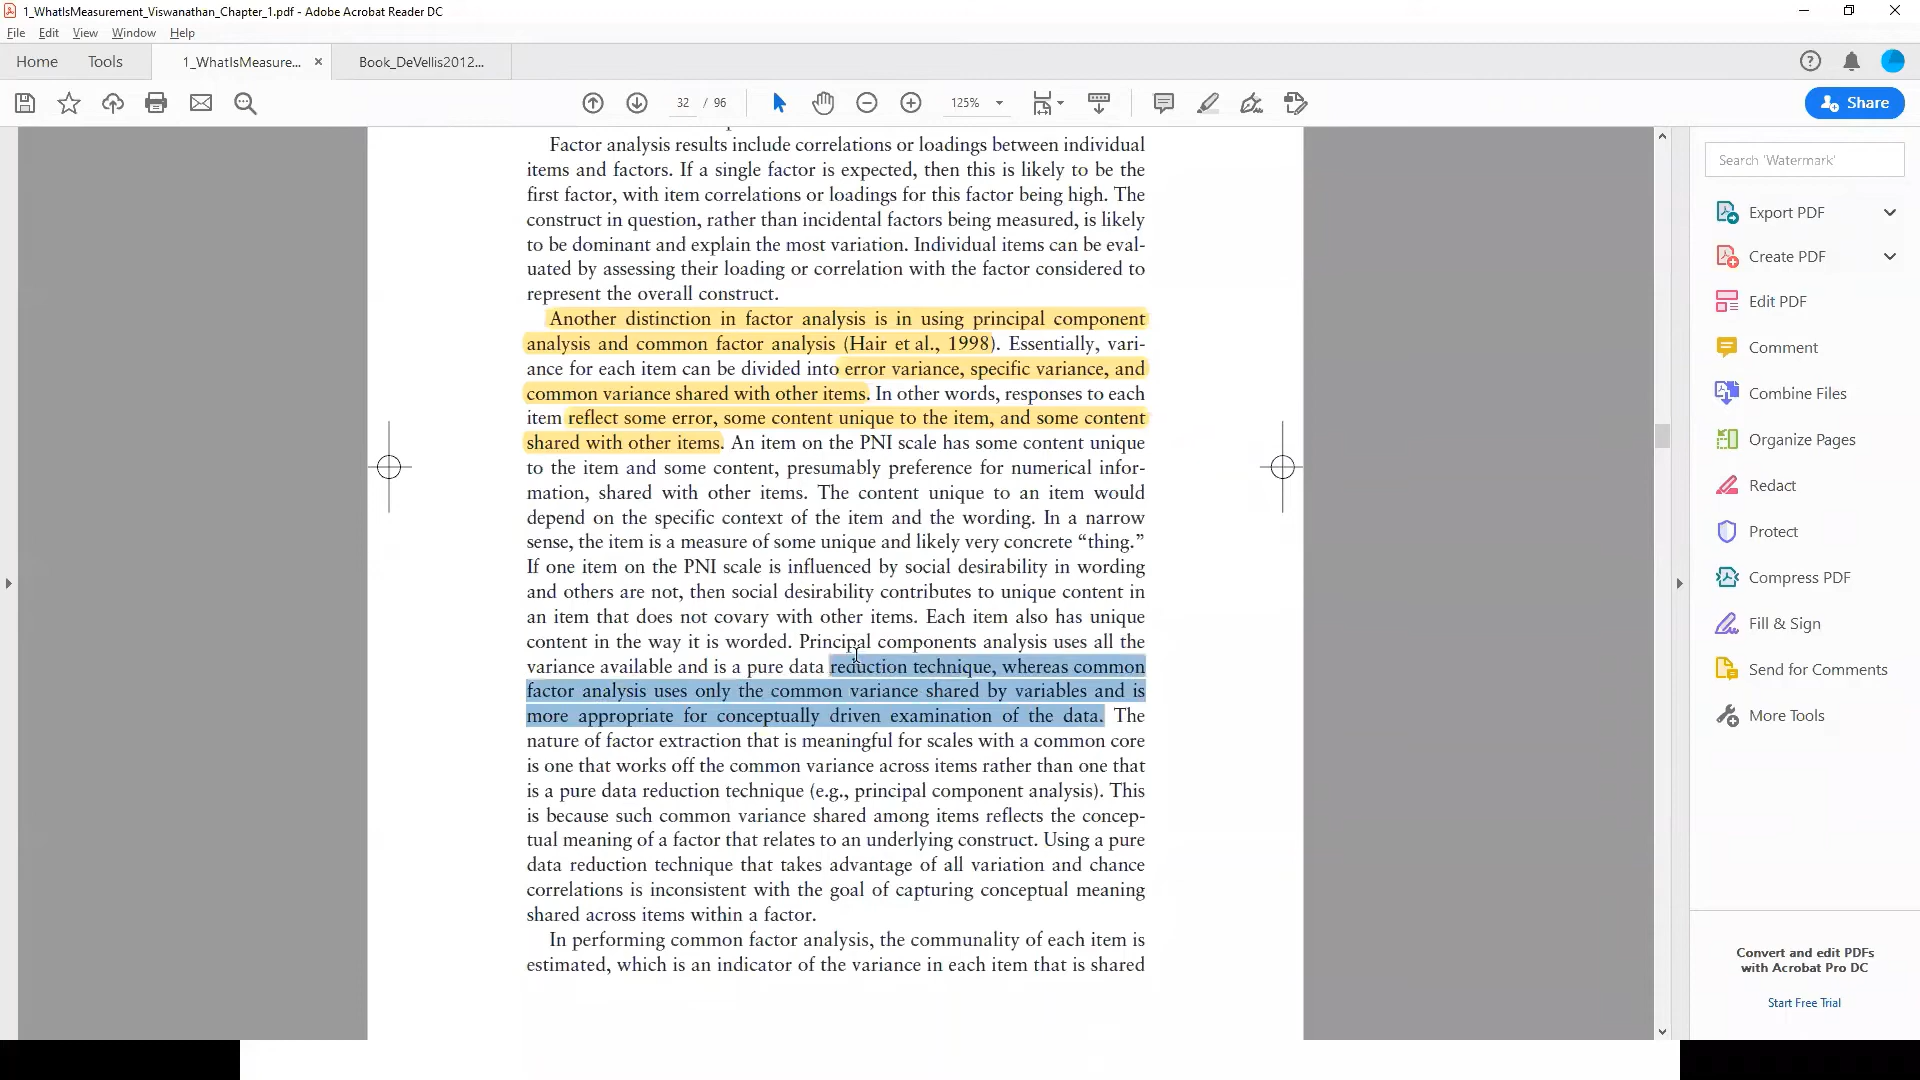 1_WhatIsMeasurement_Viswanathan_Chapter_1.pdf - Adobe Acrobat Reader DC
File Edit View Window Help
Home Tools 1_WhatIsMeasure... Book_DeVellis2012...
32 / 96 125% Share
Factor analysis results include correlations or loadings between individual
items and factors. If a single factor is expected, then this is likely to be the
first factor, with item correlations or loadings for this factor being high. The
construct in question, rather than incidental factors being measured, is likely
to be dominant and explain the most variation. Individual items can be eval-
uated by assessing their loading or correlation with the factor considered to
represent the overall construct.
Another distinction in factor analysis is in using principal component
analysis and common factor analysis (Hair et al., 1998). Essentially, vari-
ance for each item can be divided into error variance, specific variance, and
common variance shared with other items. In other words, responses to each
item reflect some error, some content unique to the item, and some content
shared with other items. An item on the PNI scale has some content unique
to the item and some content, presumably preference for numerical infor-
mation, shared with other items. The content unique to an item would
depend on the specific context of the item and the wording. In a narrow
sense, the item is a measure of some unique and likely very concrete “thing.”
If one item on the PNI scale is influenced by social desirability in wording
and others are not, then social desirability contributes to unique content in
an item that does not covary with other items. Each item also has unique
content in the way it is worded. Principal components analysis uses all the
variance available and is a pure data reduction technique, whereas common
factor analysis uses only the common variance shared by variables and is
more appropriate for conceptually driven examination of the data. The
nature of factor extraction that is meaningful for scales with a common core
is one that works off the common variance across items rather than one that
is a pure data reduction technique (e.g., principal component analysis). This
is because such common variance shared among items reflects the concep-
tual meaning of a factor that relates to an underlying construct. Using a pure
data reduction technique that takes advantage of all variation and chance
correlations is inconsistent with the goal of capturing conceptual meaning
shared across items within a factor.
In performing common factor analysis, the communality of each item is
estimated, which is an indicator of the variance in each item that is shared
Search 'Watermark'
Export PDF
Create PDF
Edit PDF
Comment
Combine Files
Organize Pages
Redact
Protect
Compress PDF
Fill & Sign
Send for Comments
More Tools
Convert and edit PDFs
with Acrobat Pro DC
Start Free Trial